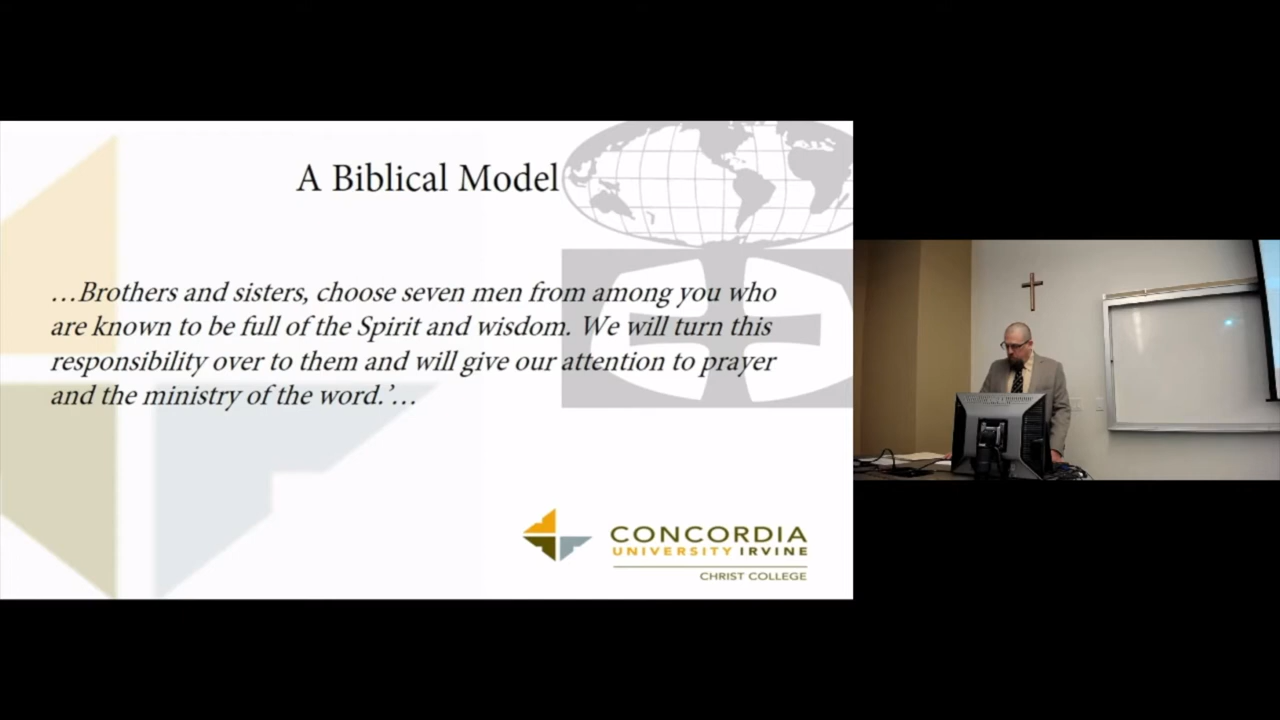 A Biblical Model
…Brothers and sisters, choose seven men from among you who
are known to be full of the Spirit and wisdom. We will turn this
responsibility over to them and will give our attention to prayer
and the ministry of the word.’…
CONCORDIA
UNIVERSITY IRVINE
CHRIST COLLEGE